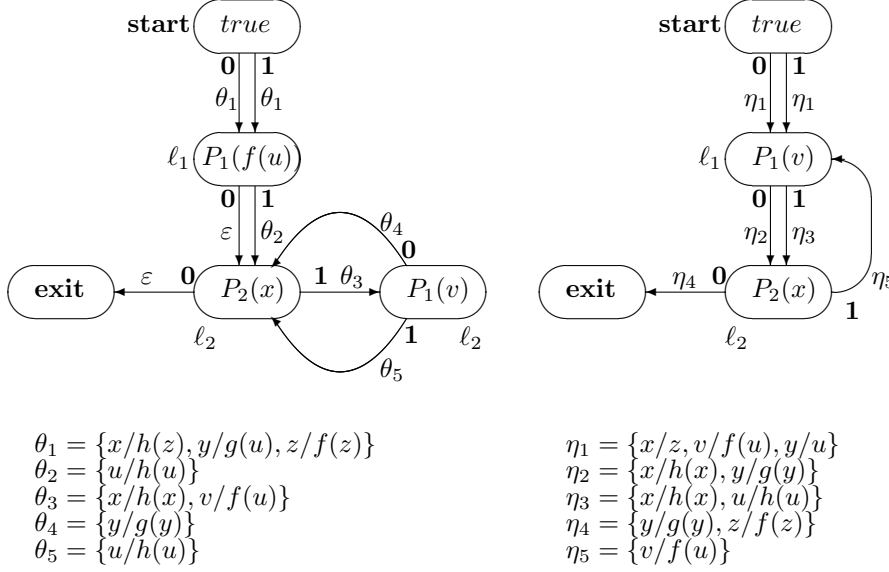 start true start true
0 1 0 1
θ₁ θ₁ η₁ η₁
ℓ₁ P₁(f(u)) ℓ₁ P₁(v)
0 1 0 1
ε θ₂ θ₄ η₂ η₃
0
exit ε 0 P₂(x) 1 θ₃ P₁(v) exit η₄ 0 P₂(x) η₅
1 1
ℓ₂ θ₅ ℓ₂ ℓ₂
θ₁ = {x/h(z), y/g(u), z/f(z)}
θ₂ = {u/h(u)}
θ₃ = {x/h(x), v/f(u)}
θ₄ = {y/g(y)}
θ₅ = {u/h(u)}
η₁ = {x/z, v/f(u), y/u}
η₂ = {x/h(x), y/g(y)}
η₃ = {x/h(x), u/h(u)}
η₄ = {y/g(y), z/f(z)}
η₅ = {v/f(u)}